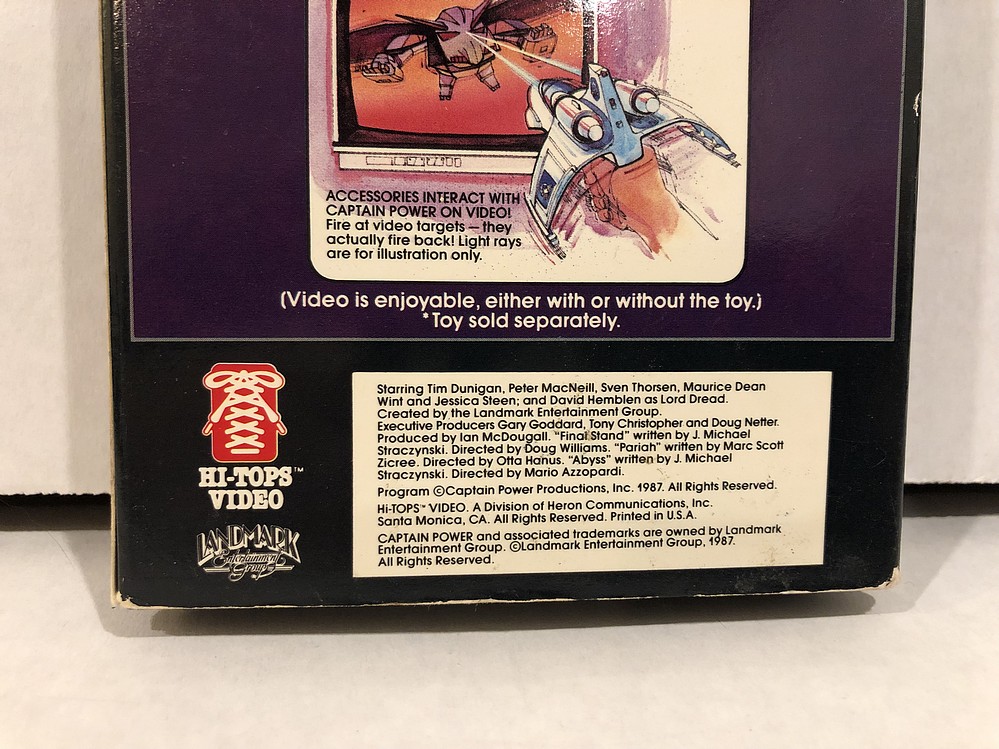 ACCESSORIES INTERACT WITH
CAPTAIN POWER ON VIDEO!
Fire at video targets — they
actually fire back! Light rays
are for illustration only.
(Video is enjoyable, either with or without the toy.)
*Toy sold separately.
HI-TOPS™
VIDEO
LANDMARK
Entertainment
Group
Starring Tim Dunigan, Peter MacNeill, Sven Thorsen, Maurice Dean
Wint and Jessica Steen; and David Hemblen as Lord Dread.
Created by the Landmark Entertainment Group.
Executive Producers Gary Goddard, Tony Christopher and Doug Netter.
Produced by Ian McDougall. "Final Stand" written by J. Michael
Straczynski. Directed by Doug Williams. "Pariah" written by Marc Scott
Zicree. Directed by Otta Hanus. "Abyss" written by J. Michael
Straczynski. Directed by Mario Azzopardi.
Program ©Captain Power Productions, Inc. 1987. All Rights Reserved.
Hi-TOPS™ VIDEO. A Division of Heron Communications, Inc.
Santa Monica, CA. All Rights Reserved. Printed in U.S.A.
CAPTAIN POWER and associated trademarks are owned by Landmark
Entertainment Group. ©Landmark Entertainment Group, 1987.
All Rights Reserved.